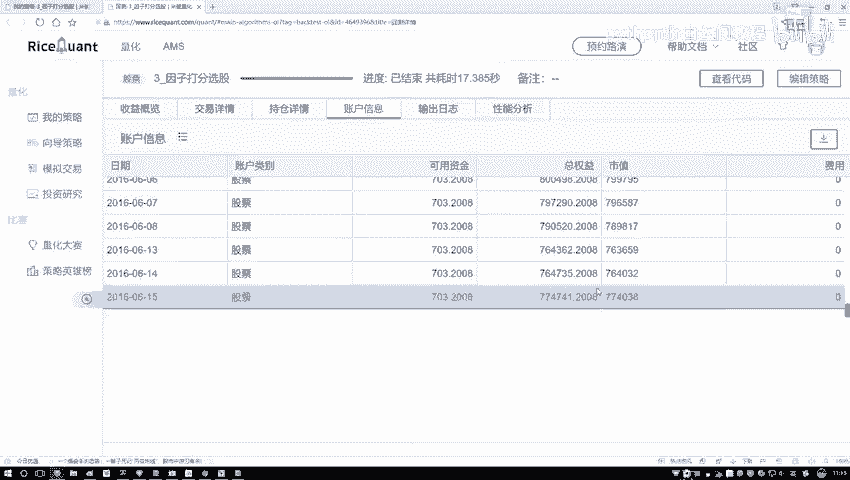 RiceQuant 量化 AMS 预约路演 帮助文档 社区
股票 3_因子打分选股 进度: 已结束 共耗时17.385秒 备注: -- 查看代码 编辑策略
量化
我的策略
向导策略
模拟交易
投资研究
比赛
量化大赛
策略英雄榜
收益概览 交易详情 持仓详情 账户信息 输出日志 性能分析
账户信息
日期 账户类别 可用资金 总权益 市值 费用
2016-06-06 股票 703.2008 800498.2008 799795 0
2016-06-07 股票 703.2008 797290.2008 796587 0
2016-06-08 股票 703.2008 790520.2008 789817 0
2016-06-13 股票 703.2008 764362.2008 763659 0
2016-06-14 股票 703.2008 764735.2008 764032 0
2016-06-15 股票 703.2008 774741.2008 774038 0